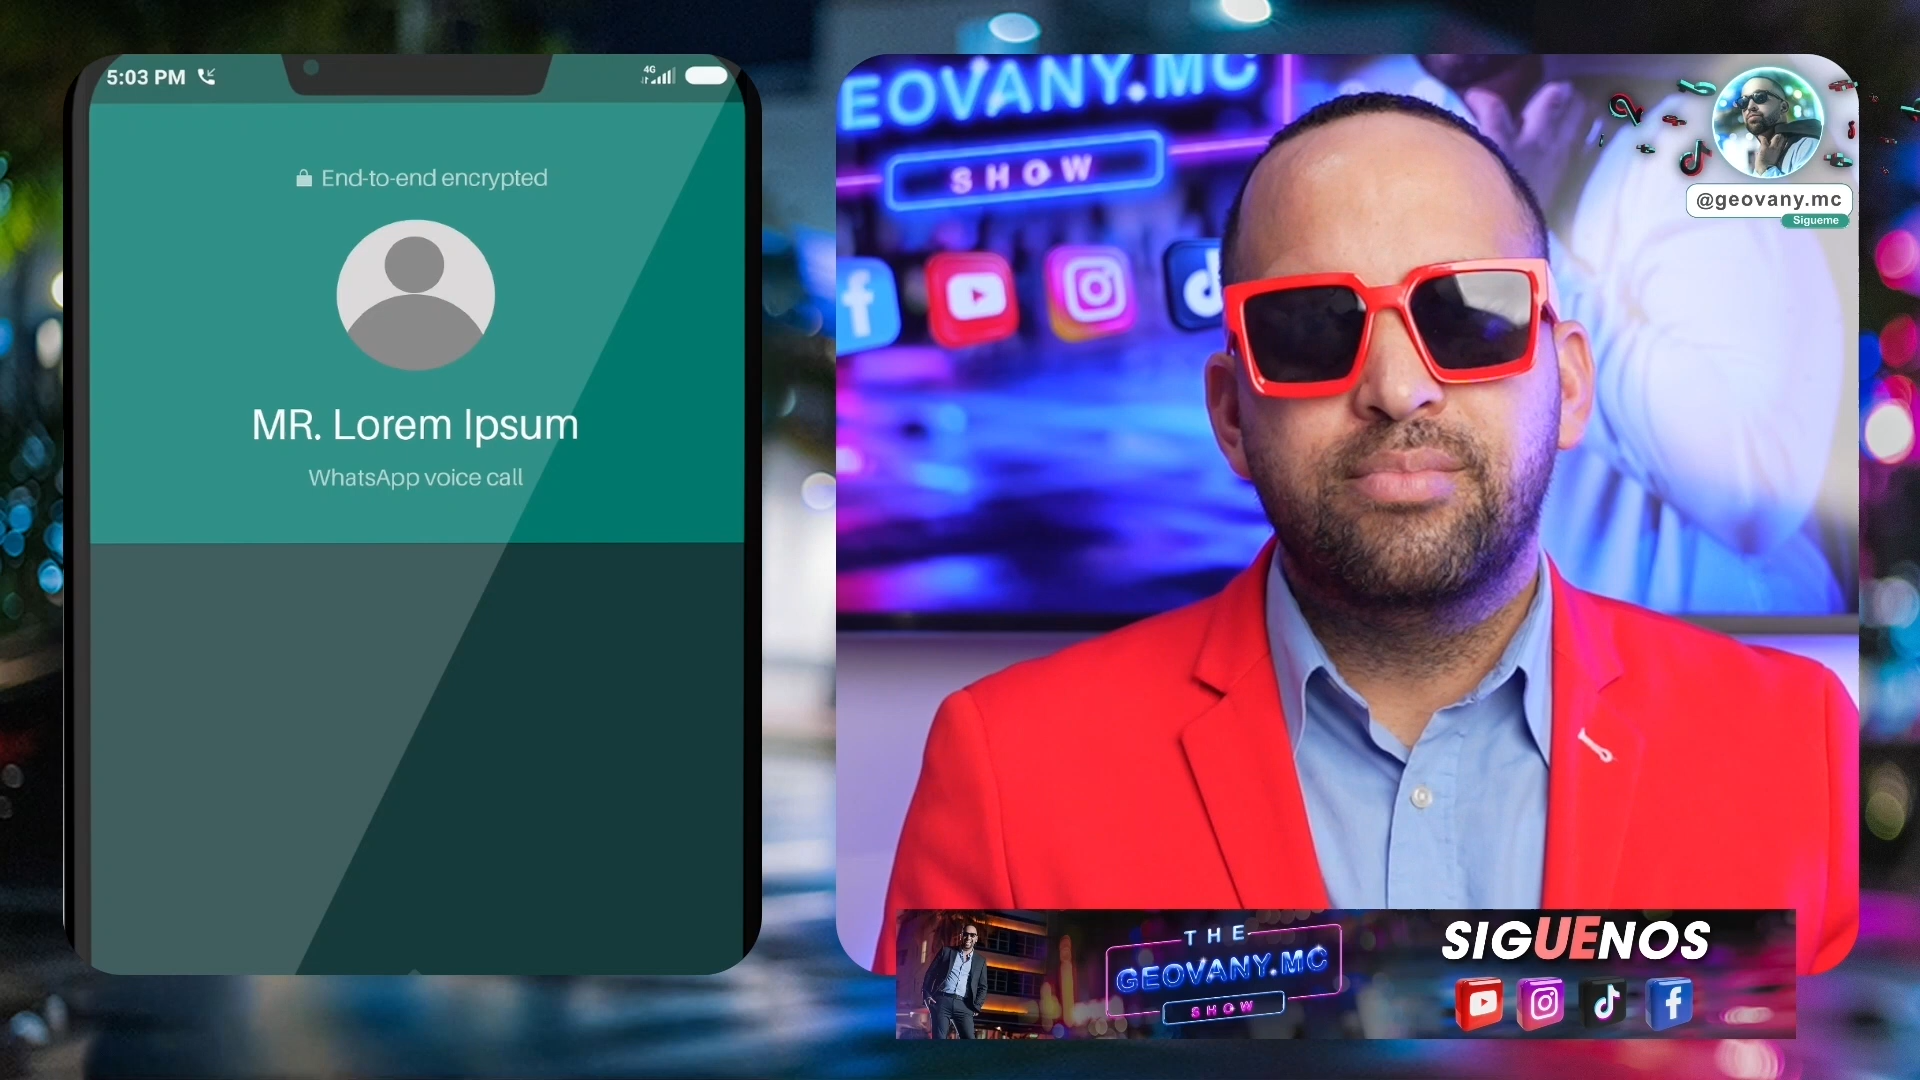 5:03 PM
4G
End-to-end encrypted
MR. Lorem Ipsum
WhatsApp voice call
EOVANY.MC
SHOW
@geovany.mc
Sigueme
THE
GEOVANY.MC
SHOW
SIGUENOS